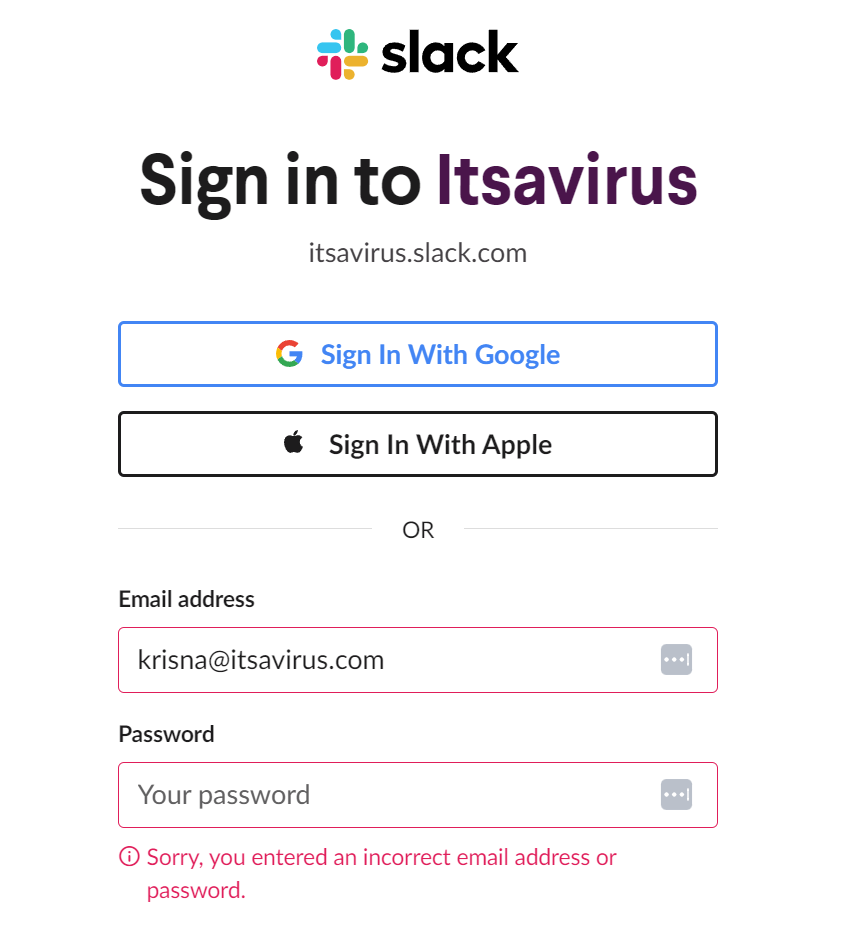 slack
Sign in to Itsavirus
itsavirus.slack.com
Sign In With Google
Sign In With Apple
OR
Email address
krisna@itsavirus.com
Password
Your password
Sorry, you entered an incorrect email address or
password.